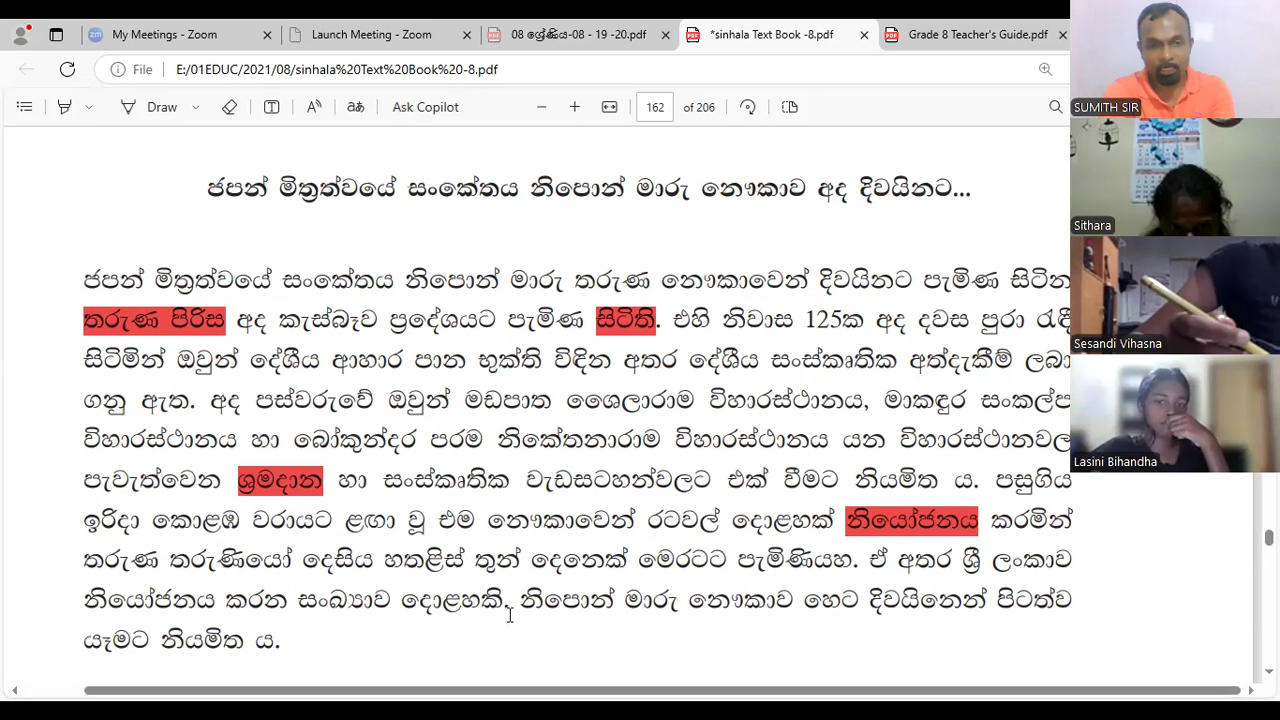 My Meetings - Zoom
Launch Meeting - Zoom
08 ශ්‍රේණිය-08 - 19 -20.pdf
*sinhala Text Book -8.pdf
Grade 8 Teacher's Guide.pdf
File
E:/01EDUC/2021/08/sinhala%20Text%20Book%20-8.pdf
Draw
Ask Copilot
162 of 206
ජපන් මිත්‍රත්වයේ සංකේතය නිපොන් මාරු නෞකාව අද දිවයිනට...
ජපන් මිත්‍රත්වයේ සංකේතය නිපොන් මාරු තරුණ නෞකාවෙන් දිවයිනට පැමිණ සිටින
තරුණ පිරිස අද කැස්බෑව ප්‍රදේශයට පැමිණ සිටිති. එහි නිවාස 125ක අද දවස පුරා රැඳී
සිටිමින් ඔවුන් දේශීය ආහාර පාන භුක්ති විඳින අතර දේශීය සංස්කෘතික අත්දැකීම් ලබා
ගනු ඇත. අද පස්වරුවේ ඔවුන් මඩපාත ශෛලාරාම විහාරස්ථානය, මාකඳුර සංකල්ප
විහාරස්ථානය හා බෝකුන්දර පරම නිකේතනාරාම විහාරස්ථානය යන විහාරස්ථානවල
පැවැත්වෙන ශ්‍රමදාන හා සංස්කෘතික වැඩසටහන්වලට එක් වීමට නියමිත ය. පසුගිය
ඉරිදා කොළඹ වරායට ළඟා වූ එම නෞකාවෙන් රටවල් දොළහක් නියෝජනය කරමින්
තරුණ තරුණියෝ දෙසිය හතළිස් තුන් දෙනෙක් මෙරටට පැමිණියහ. ඒ අතර ශ්‍රී ලංකාව
නියෝජනය කරන සංඛ්‍යාව දොළහකි. නිපොන් මාරු නෞකාව හෙට දිවයිනෙන් පිටත්ව
යෑමට නියමිත ය.
SUMITH SIR
Sithara
Sesandi Vihasna
Lasini Bihandha